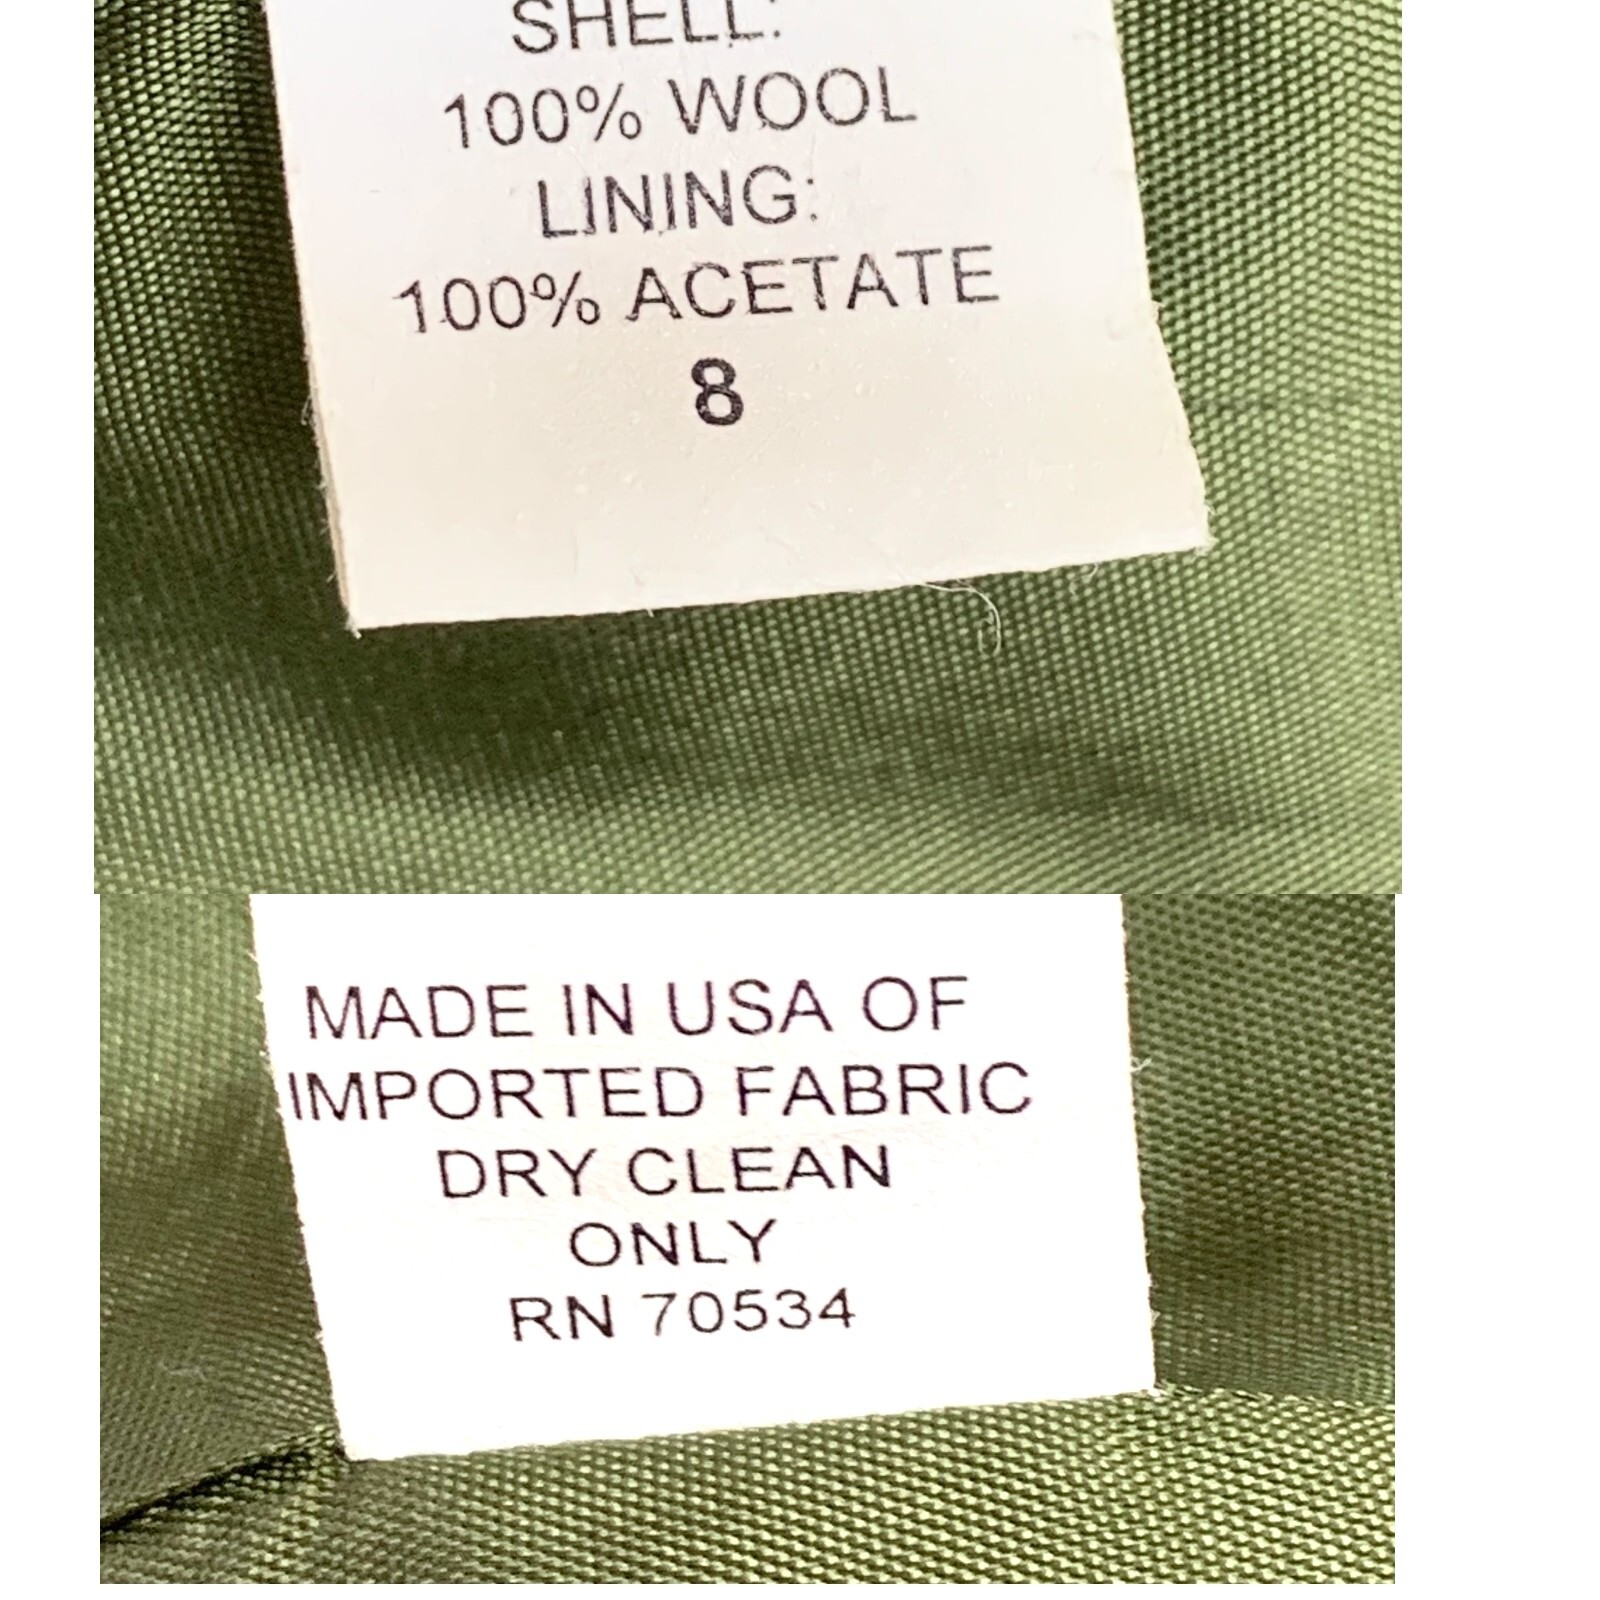 SHELL:
100% WOOL
LINING:
100% ACETATE
8
MADE IN USA OF
IMPORTED FABRIC
DRY CLEAN
ONLY
RN 70534